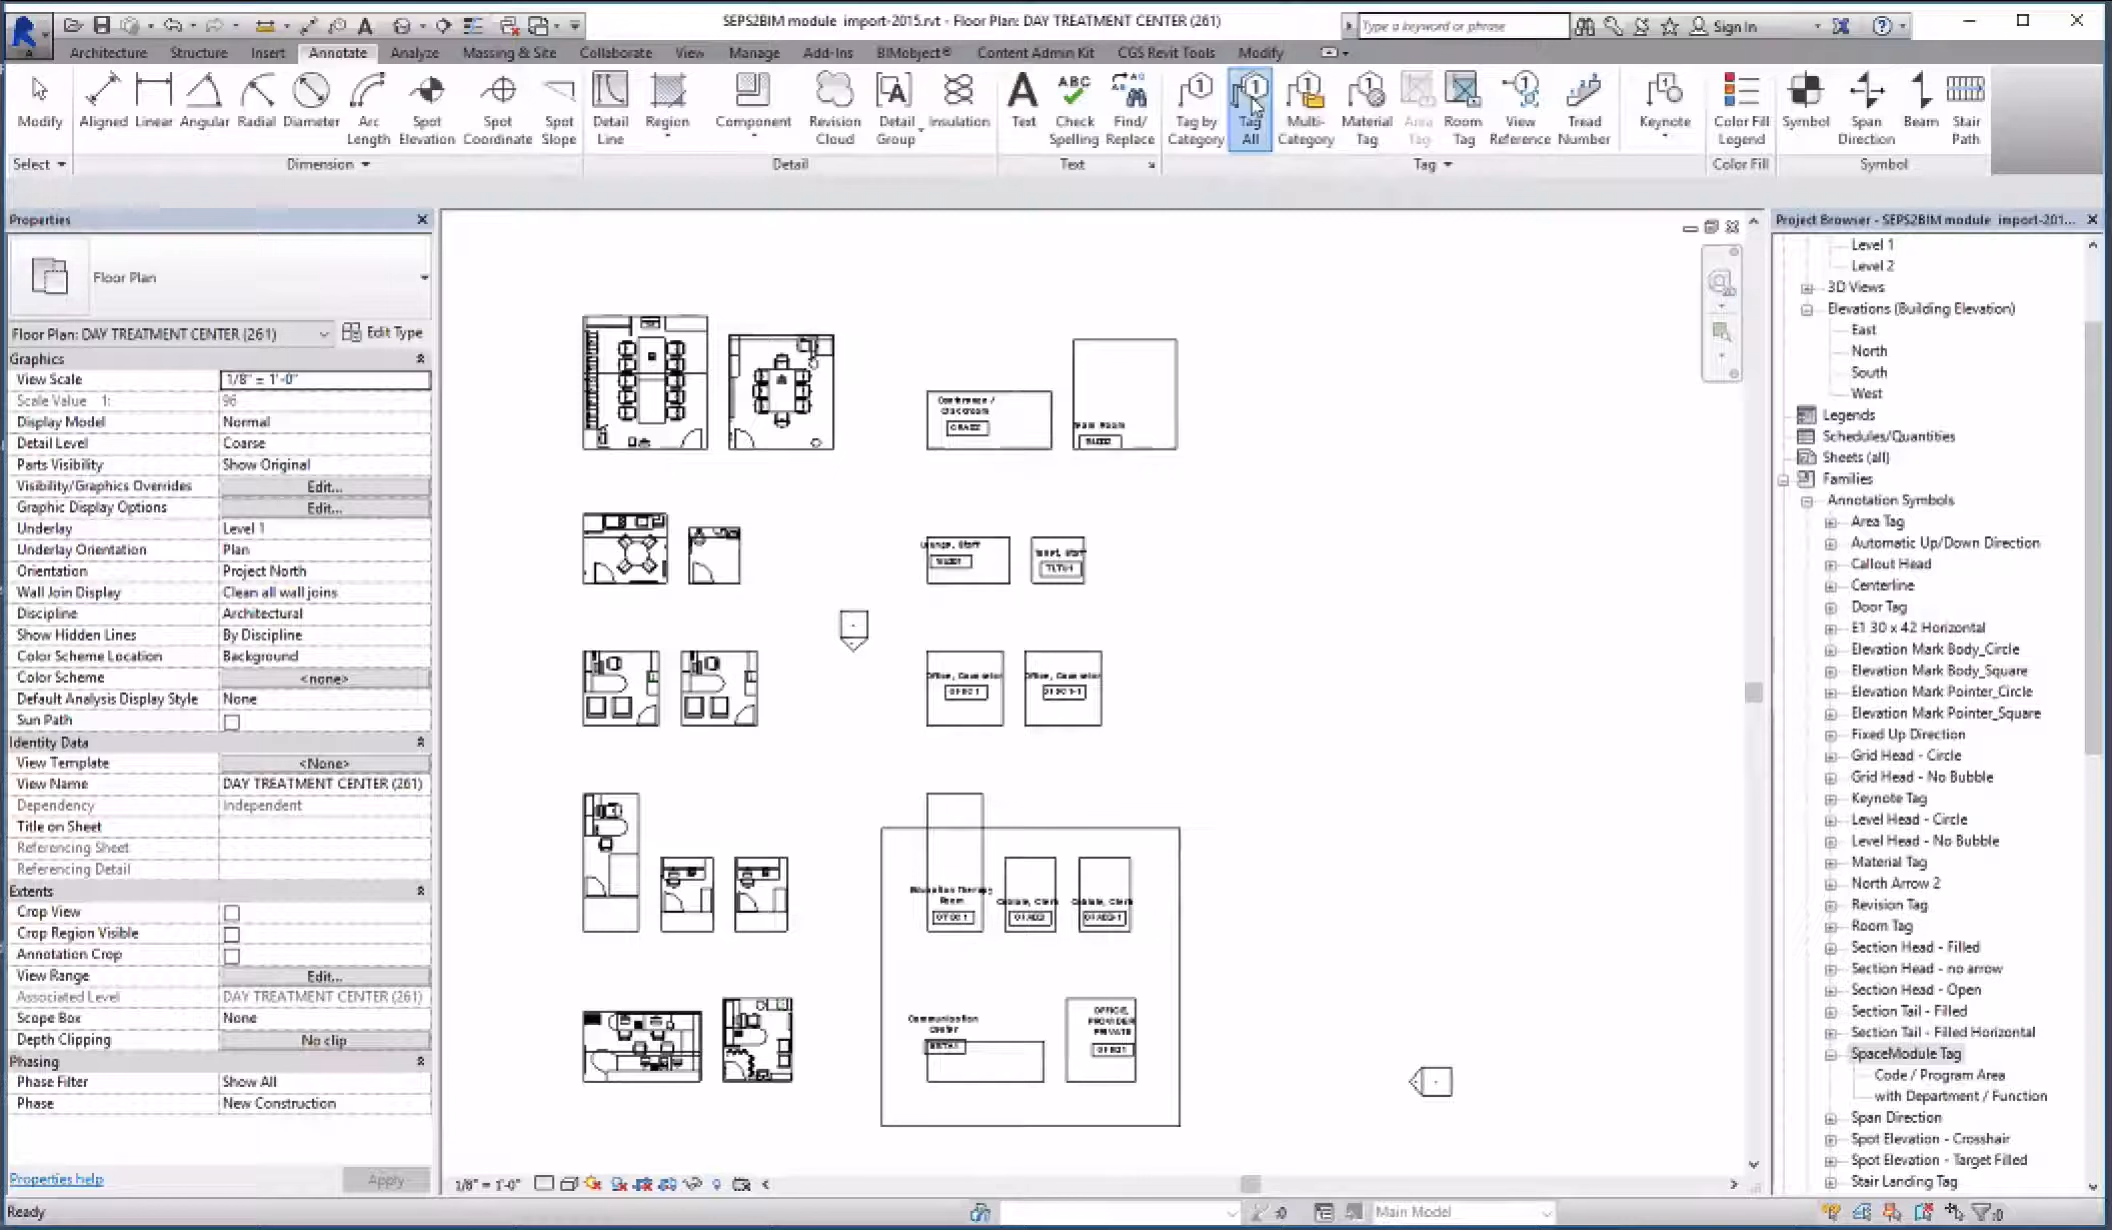 SEPS2BIM module import-2015.rvt - Floor Plan: DAY TREATMENT CENTER (261)
Type a keyword or phrase
Sign In
Architecture Structure Insert Annotate Analyze Massing & Site Collaborate View Manage Add-Ins BIMobject® Content Admin Kit CGS Revit Tools Modify
Modify
Aligned
Linear
Angular
Radial
Diameter
Arc Length
Spot Elevation
Spot Coordinate
Spot Slope
Detail Line
Region
Component
Revision Cloud
Detail Group
Insulation
Text
Check Spelling
Find/ Replace
Tag by Category
Tag All
Multi- Category
Material Tag
Area Tag
Room Tag
View Reference
Tread Number
Keynote
Color Fill Legend
Symbol
Span Direction
Beam
Stair Path
Select
Dimension
Detail
Text
Tag
Color Fill
Symbol
Properties
Floor Plan
Floor Plan: DAY TREATMENT CENTER (261) Edit Type
Graphics
View Scale 1/8" = 1'-0"
Scale Value 1: 96
Display Model Normal
Detail Level Coarse
Parts Visibility Show Original
Visibility/Graphics Overrides Edit...
Graphic Display Options Edit...
Underlay Level 1
Underlay Orientation Plan
Orientation Project North
Wall Join Display Clean all wall joins
Discipline Architectural
Show Hidden Lines By Discipline
Color Scheme Location Background
Color Scheme <none>
Default Analysis Display Style None
Sun Path
Identity Data
View Template <None>
View Name DAY TREATMENT CENTER (261)
Dependency Independent
Title on Sheet
Referencing Sheet
Referencing Detail
Extents
Crop View
Crop Region Visible
Annotation Crop
View Range Edit...
Associated Level DAY TREATMENT CENTER (261)
Scope Box None
Depth Clipping No clip
Phasing
Phase Filter Show All
Phase New Construction
Properties help
Apply
Ready
Conference /
Classroom
Room
Office, Counselor
Office, Counselor
Education Therapy
Room
Communication
Center
OFFICE,
PROVIDER
PRIVATE
1/8" = 1'-0"
:0
Main Model
:0
Project Browser - SEPS2BIM module import-201...
Level 1
Level 2
3D Views
Elevations (Building Elevation)
East
North
South
West
Legends
Schedules/Quantities
Sheets (all)
Families
Annotation Symbols
Area Tag
Automatic Up/Down Direction
Callout Head
Centerline
Door Tag
E1 30 x 42 Horizontal
Elevation Mark Body_Circle
Elevation Mark Body_Square
Elevation Mark Pointer_Circle
Elevation Mark Pointer_Square
Fixed Up Direction
Grid Head - Circle
Grid Head - No Bubble
Keynote Tag
Level Head - Circle
Level Head - No Bubble
Material Tag
North Arrow 2
Revision Tag
Room Tag
Section Head - Filled
Section Head - no arrow
Section Head - Open
Section Tail - Filled
Section Tail - Filled Horizontal
SpaceModule Tag
Code / Program Area
with Department / Function
Span Direction
Spot Elevation - Crosshair
Spot Elevation - Target Filled
Stair Landing Tag